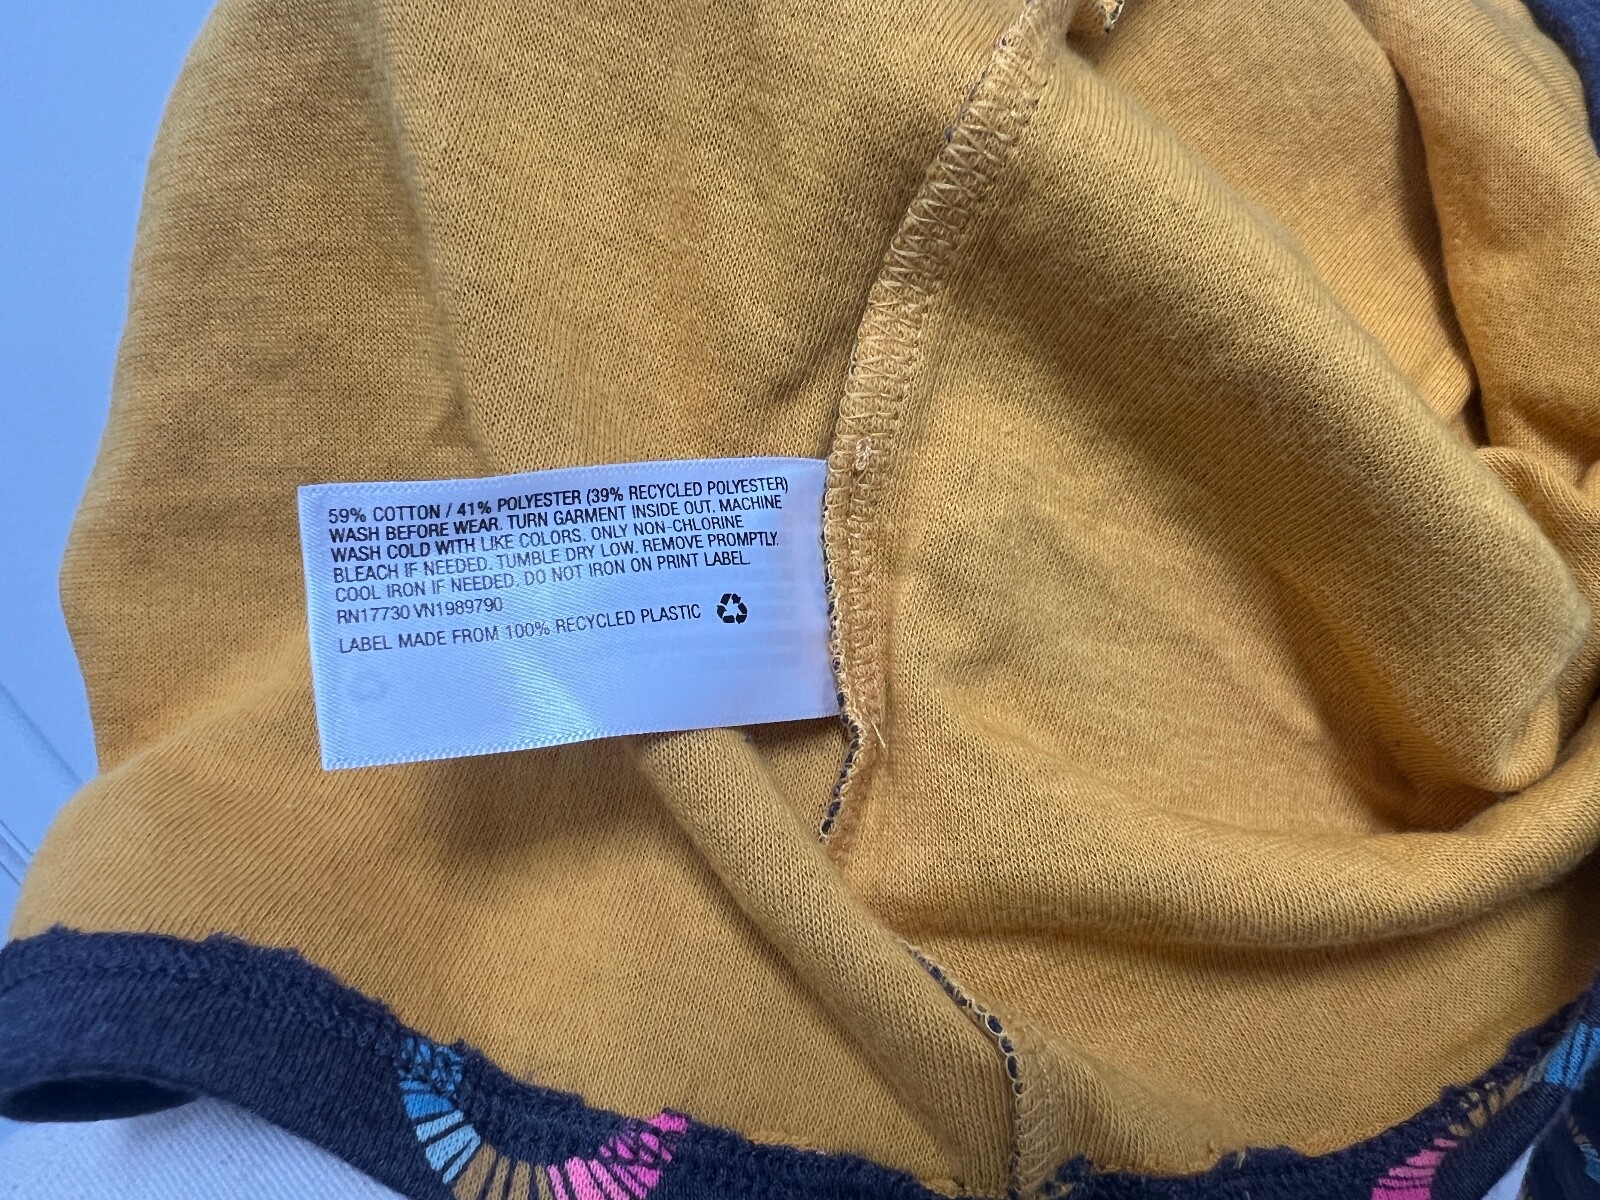 59% COTTON / 41% POLYESTER (39% RECYCLED POLYESTER)
WASH BEFORE WEAR. TURN GARMENT INSIDE OUT. MACHINE
WASH COLD WITH LIKE COLORS. ONLY NON-CHLORINE
BLEACH IF NEEDED. TUMBLE DRY LOW. REMOVE PROMPTLY.
COOL IRON IF NEEDED. DO NOT IRON ON PRINT LABEL.
RN17730 VN1989790
LABEL MADE FROM 100% RECYCLED PLASTIC